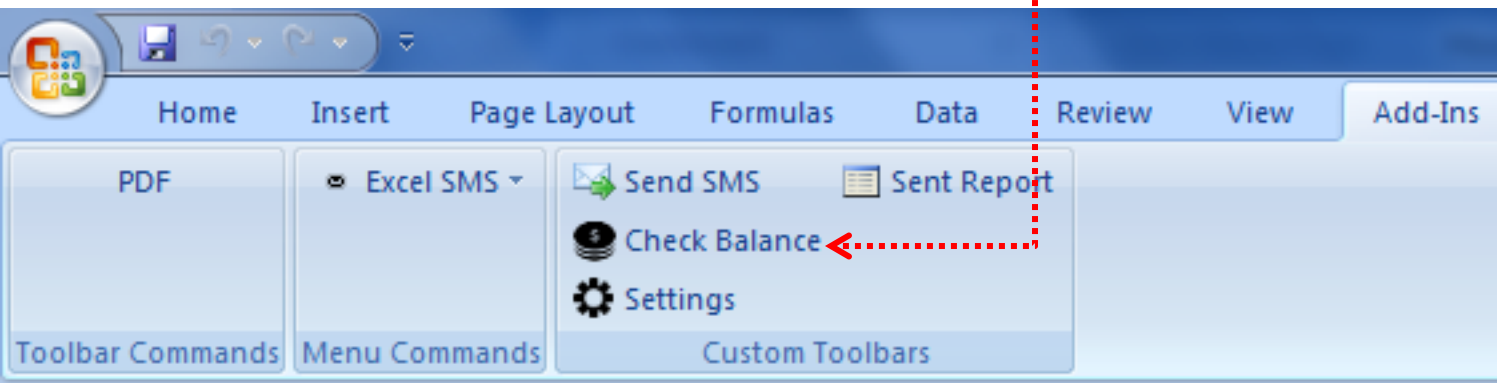 Home Insert Page Layout Formulas Data Review View Add-Ins
PDF Excel SMS Send SMS Sent Report
Check Balance
Settings
Toolbar Commands Menu Commands Custom Toolbars